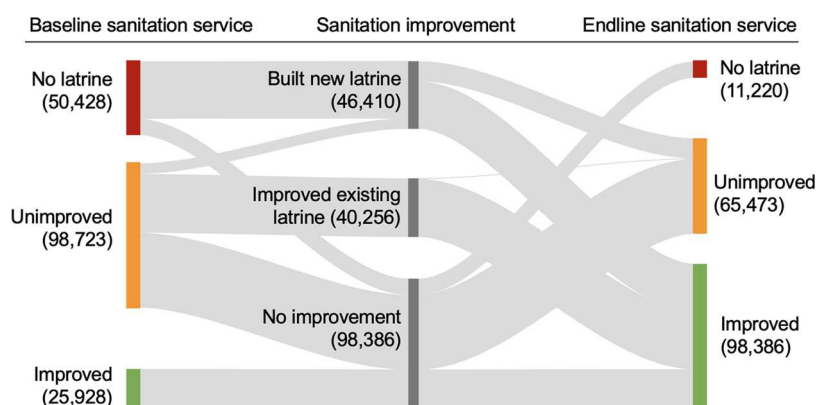 Baseline sanitation service
Sanitation improvement
Endline sanitation service
No latrine
(50,428)
Built new latrine
(46,410)
No latrine
(11,220)
Unimproved
(98,723)
Improved existing
latrine (40,256)
Unimproved
(65,473)
No improvement
(98,386)
Improved
(98,386)
Improved
(25,928)